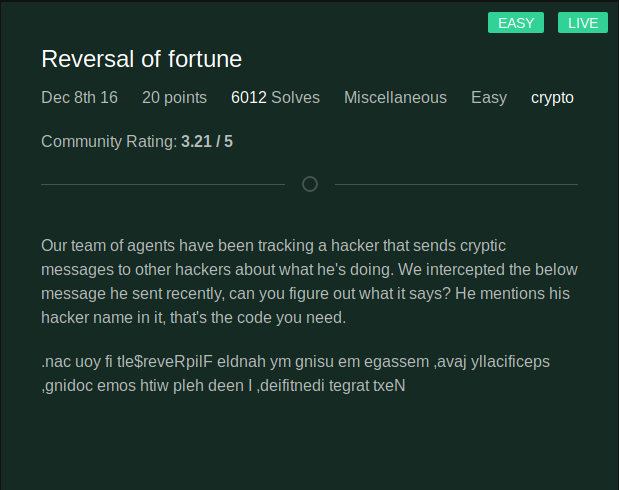 EASY LIVE
Reversal of fortune
Dec 8th 16 20 points 6012 Solves Miscellaneous Easy crypto
Community Rating: 3.21 / 5
Our team of agents have been tracking a hacker that sends cryptic
messages to other hackers about what he's doing. We intercepted the below
message he sent recently, can you figure out what it says? He mentions his
hacker name in it, that's the code you need.
.nac uoy fi tle$reveRpilF eldnah ym gnisu em egassem ,avaj yllacificeps
,gnidoc emos htiw pleh deen I ,deifitnedi tegrat txeN